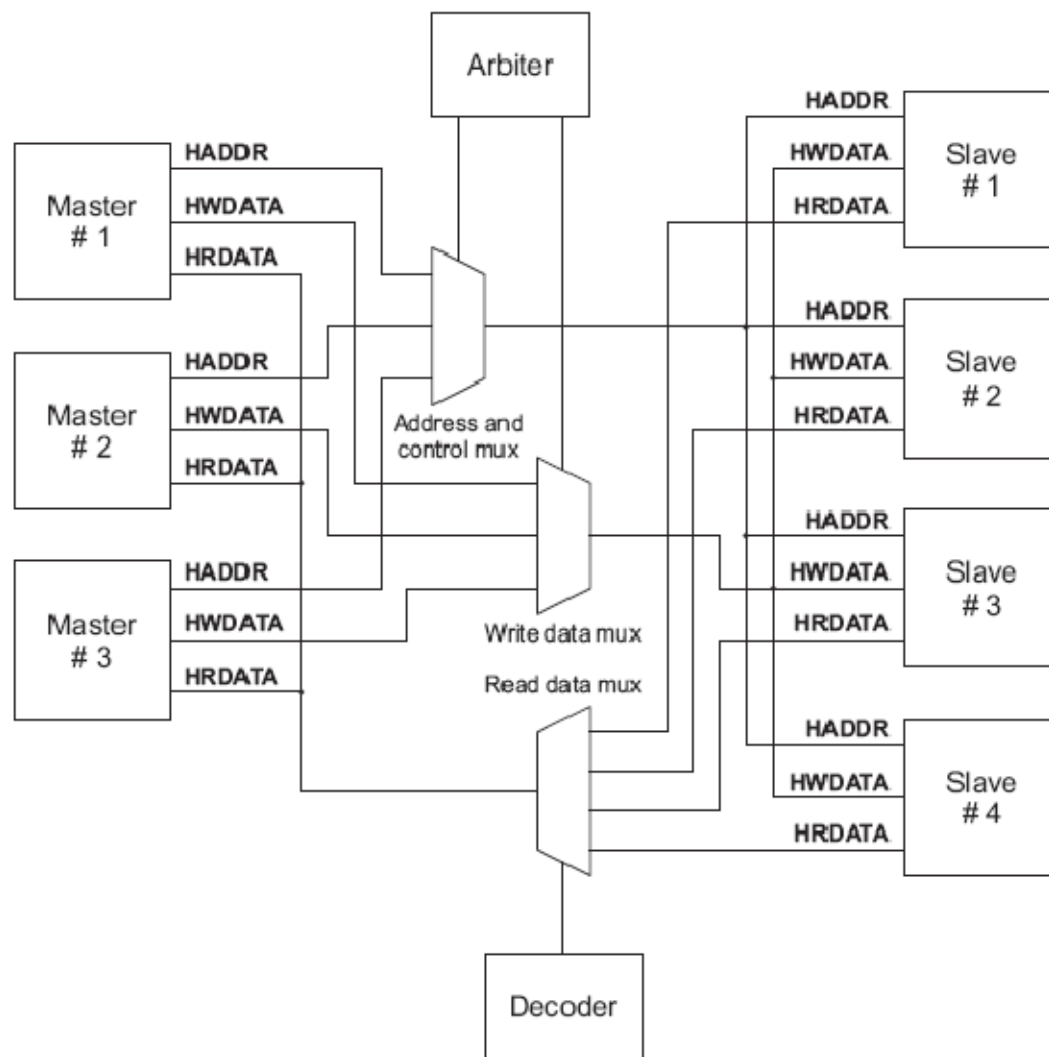 Arbiter
Master
# 1
HADDR
HWDATA
HRDATA
Master
# 2
HADDR
HWDATA
HRDATA
Master
# 3
HADDR
HWDATA
HRDATA
Address and
control mux
Write data mux
Read data mux
HADDR
HWDATA
HRDATA
Slave
# 1
HADDR
HWDATA
HRDATA
Slave
# 2
HADDR
HWDATA
HRDATA
Slave
# 3
HADDR
HWDATA
HRDATA
Slave
# 4
Decoder